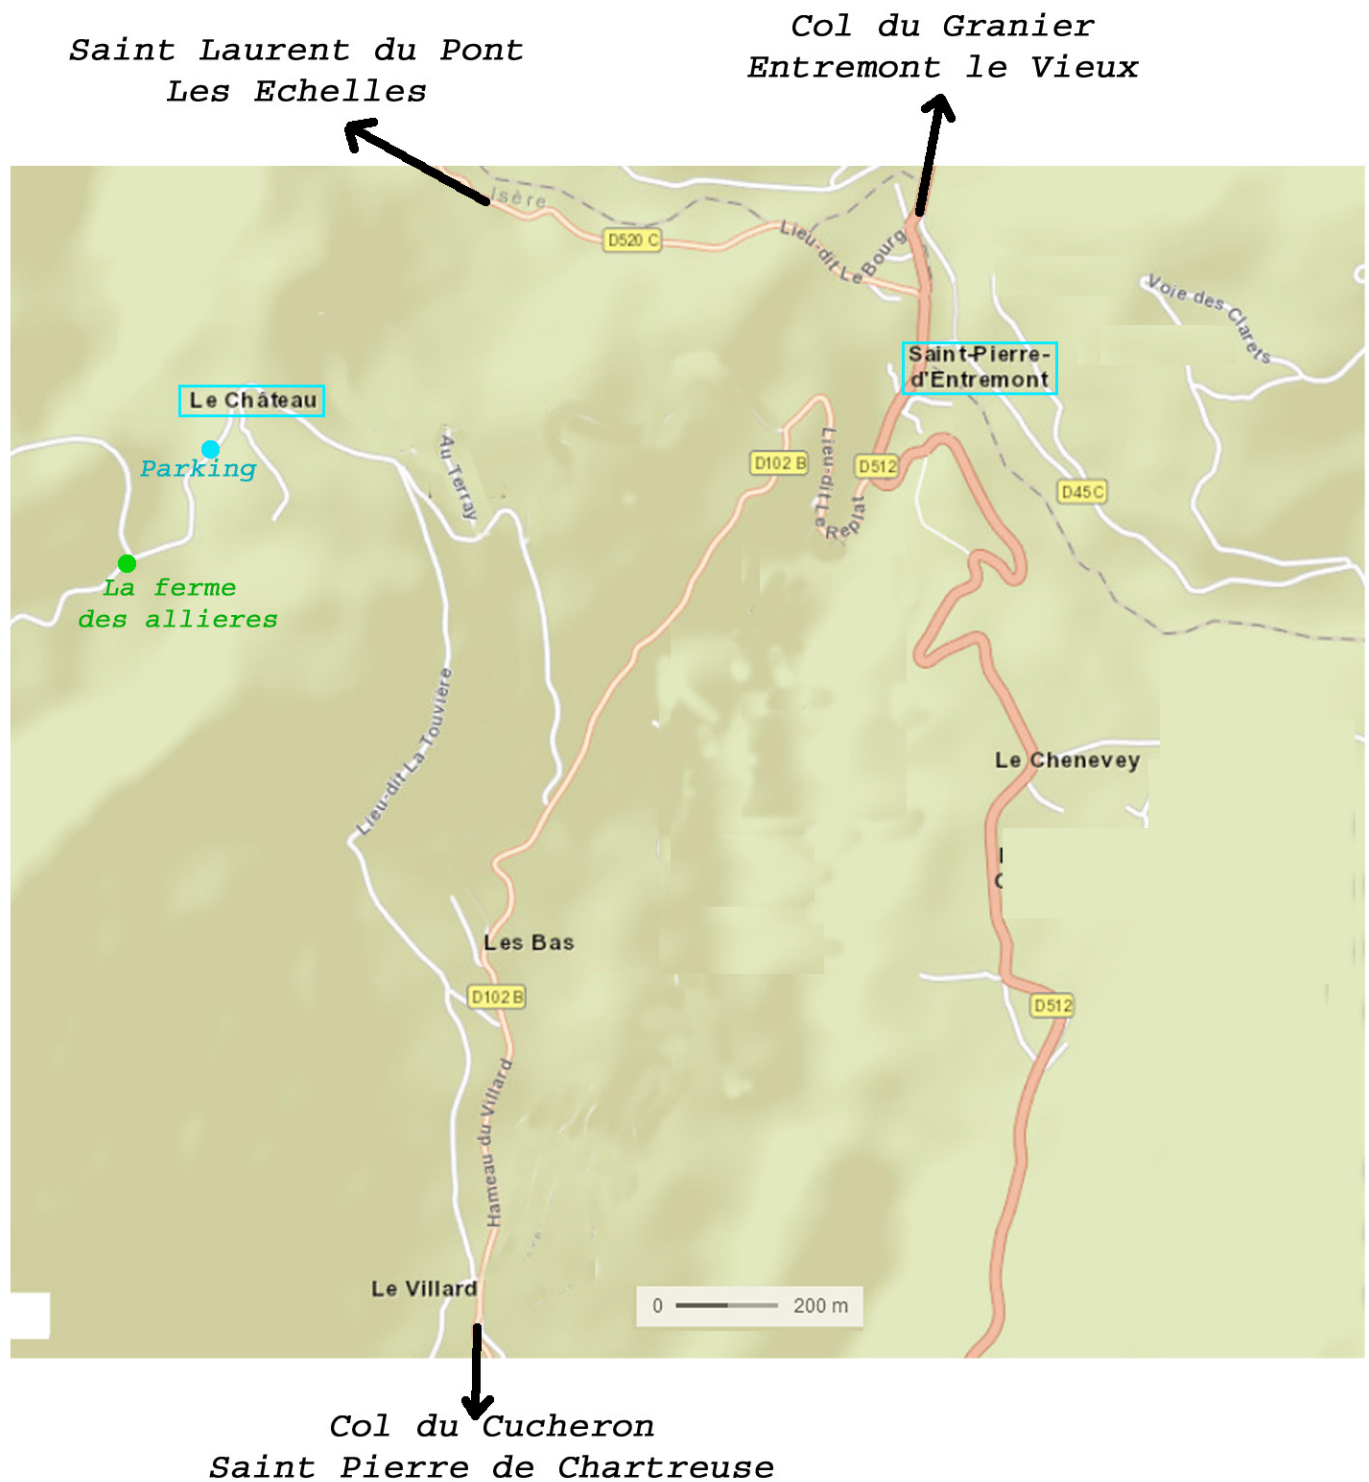 Saint Laurent du Pont
Les Echelles
Col du Granier
Entremont le Vieux
Isère
D520 C
Lieu-dit Le Bourg
Voie des Clarets
Saint-Pierre-
d'Entremont
Le Château
Parking
Au Terray
D102 B
Lieu-dit Le Replat
D512
D45C
La ferme
des allieres
Lieu-dit La Touvière
Le Chenevey
Les Bas
D102 B
D512
Hameau du Villard
Le Villard
0 200 m
Col du Cucheron
Saint Pierre de Chartreuse